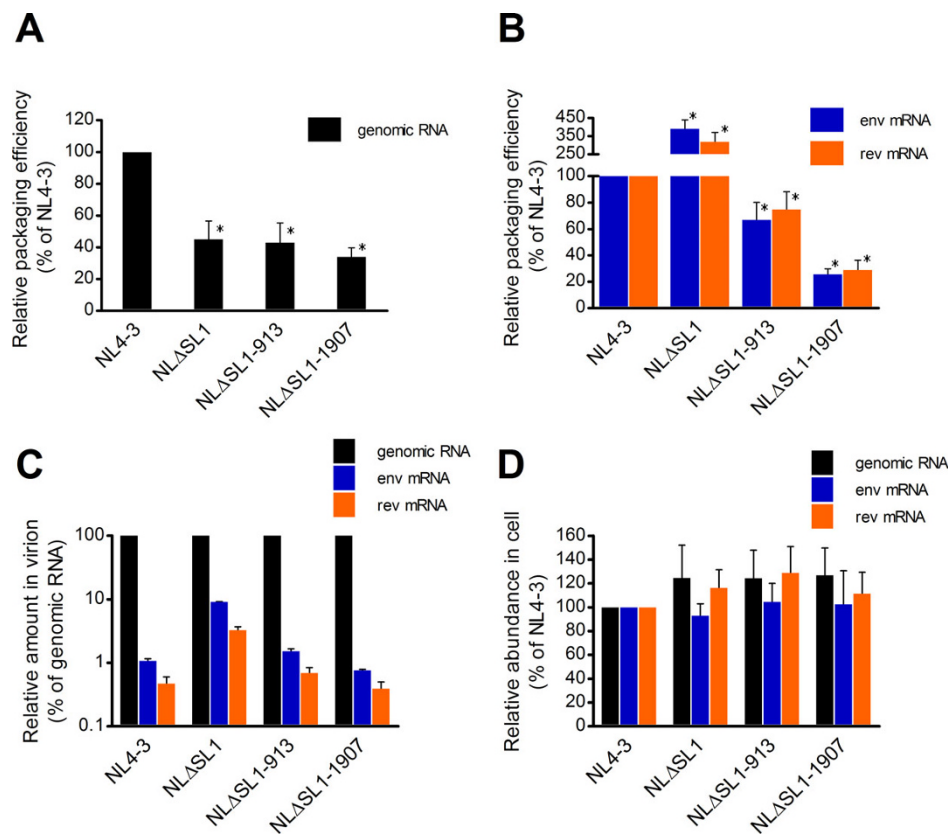 A
Relative packaging efficiency
(% of NL4-3)
120
100
80
60
40
20
0
genomic RNA
*
*
*
NL4-3
NLΔSL1
NLΔSL1-913
NLΔSL1-1907
B
Relative packaging efficiency
(% of NL4-3)
450
350
250
100
80
60
40
20
0
env mRNA
rev mRNA
*
*
*
*
*
*
NL4-3
NLΔSL1
NLΔSL1-913
NLΔSL1-1907
C
genomic RNA
env mRNA
rev mRNA
Relative amount in virion
(% of genomic RNA)
100
10
1
0.1
NL4-3
NLΔSL1
NLΔSL1-913
NLΔSL1-1907
D
genomic RNA
env mRNA
rev mRNA
Relative abundance in cell
(% of NL4-3)
160
140
120
100
80
60
40
20
0
NL4-3
NLΔSL1
NLΔSL1-913
NLΔSL1-1907